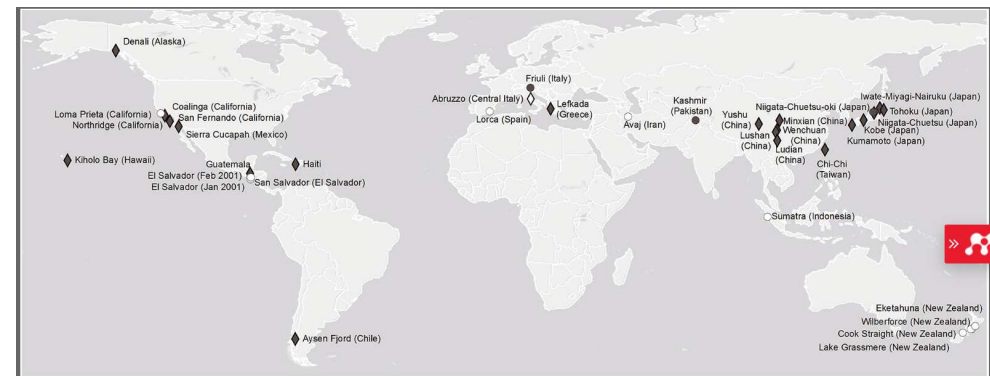 Denali (Alaska)
Friuli (Italy)
Abruzzo (Central Italy)
Lefkada
(Greece)
Lorca (Spain)
Avaj (Iran)
Kashmir
(Pakistan)
Iwate-Miyagi-Nairuku (Japan)
Niigata-Chuetsu-oki (Japan)
Tohoku (Japan)
Niigata-Chuetsu (Japan)
Kobe (Japan)
Kumamoto (Japan)
Yushu
(China)
Minxian (China)
Wenchuan
(China)
Lushan
(China)
Ludian
(China)
Chi-Chi
(Taiwan)
Coalinga (California)
Loma Prieta (California)
San Fernando (California)
Northridge (California)
Sierra Cucapah (Mexico)
Kiholo Bay (Hawaii)
Guatemala
Haiti
El Salvador (Feb 2001)
San Salvador (El Salvador)
El Salvador (Jan 2001)
Sumatra (Indonesia)
Eketahuna (New Zealand)
Wilberforce (New Zealand)
Cook Straight (New Zealand)
Lake Grassmere (New Zealand)
Aysen Fjord (Chile)
»